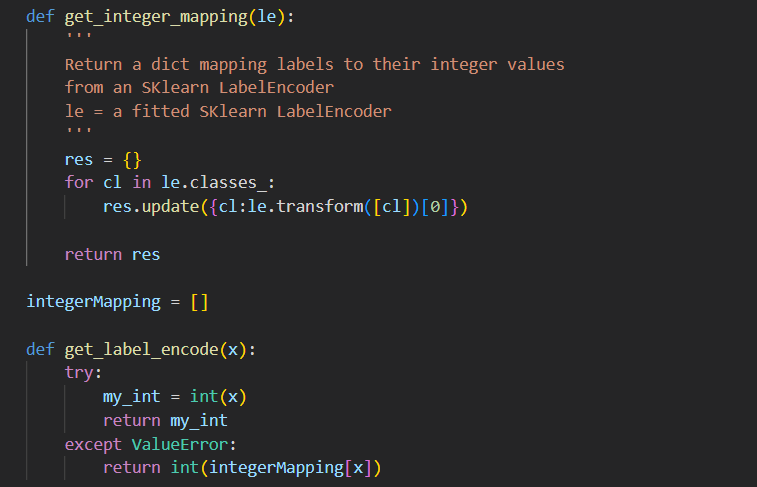 def get_integer_mapping(le):
    '''
    Return a dict mapping labels to their integer values
    from an SKlearn LabelEncoder
    le = a fitted SKlearn LabelEncoder
    '''
    res = {}
    for cl in le.classes_:
        res.update({cl:le.transform([cl])[0]})
    return res
integerMapping = []
def get_label_encode(x):
    try:
        my_int = int(x)
        return my_int
    except ValueError:
        return int(integerMapping[x])